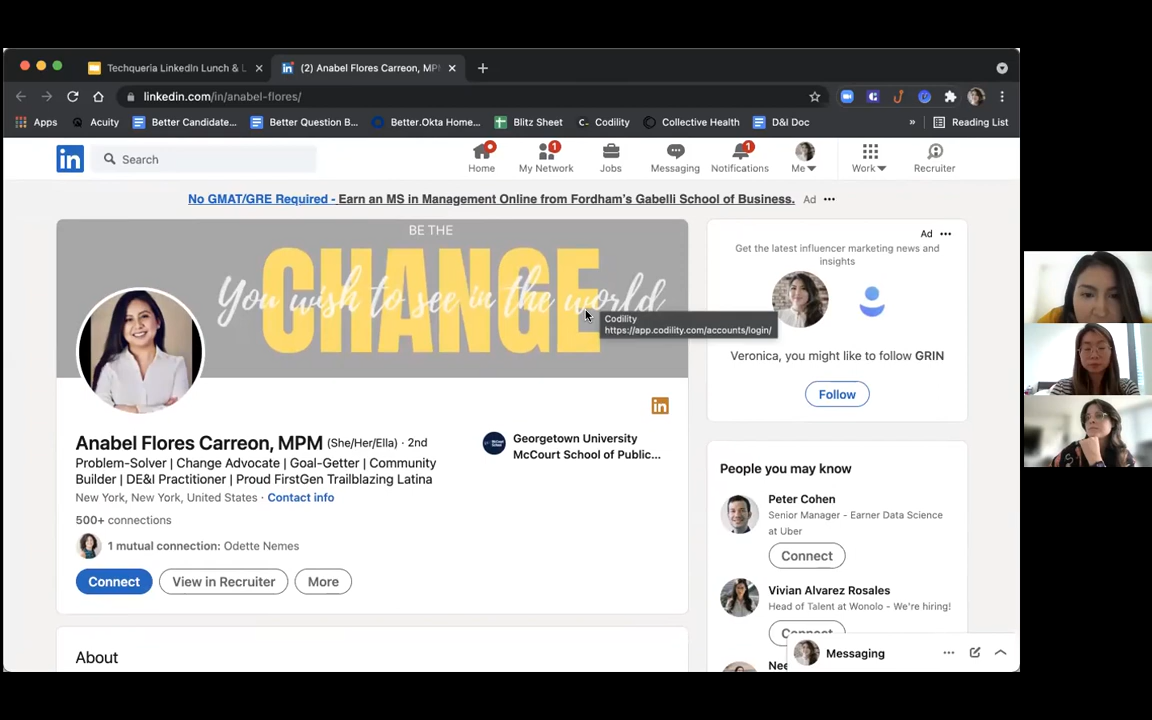 Techqueria LinkedIn Lunch & L
(2) Anabel Flores Carreon, MP
linkedin.com/in/anabel-flores/
Apps
Acuity
Better Candidate...
Better Question B...
Better.Okta Home...
Blitz Sheet
Codility
Collective Health
D&I Doc
»
Reading List
in
Search
Home
1
My Network
Jobs
Messaging
1
Notifications
Me
Work
Recruiter
No GMAT/GRE Required - Earn an MS in Management Online from Fordham's Gabelli School of Business. Ad
BE THE
CHANGE
You wish to see in the world
Codility
https://app.codility.com/accounts/login/
in
Anabel Flores Carreon, MPM (She/Her/Ella) · 2nd
Problem-Solver | Change Advocate | Goal-Getter | Community
Builder | DE&I Practitioner | Proud FirstGen Trailblazing Latina
New York, New York, United States · Contact info
500+ connections
1 mutual connection: Odette Nemes
Connect
View in Recruiter
More
Georgetown University
McCourt School of Public...
About
Ad
Get the latest influencer marketing news and
insights
Veronica, you might like to follow GRIN
Follow
People you may know
Peter Cohen
Senior Manager - Earner Data Science
at Uber
Connect
Vivian Alvarez Rosales
Head of Talent at Wonolo - We're hiring!
Connect
Nee
Messaging